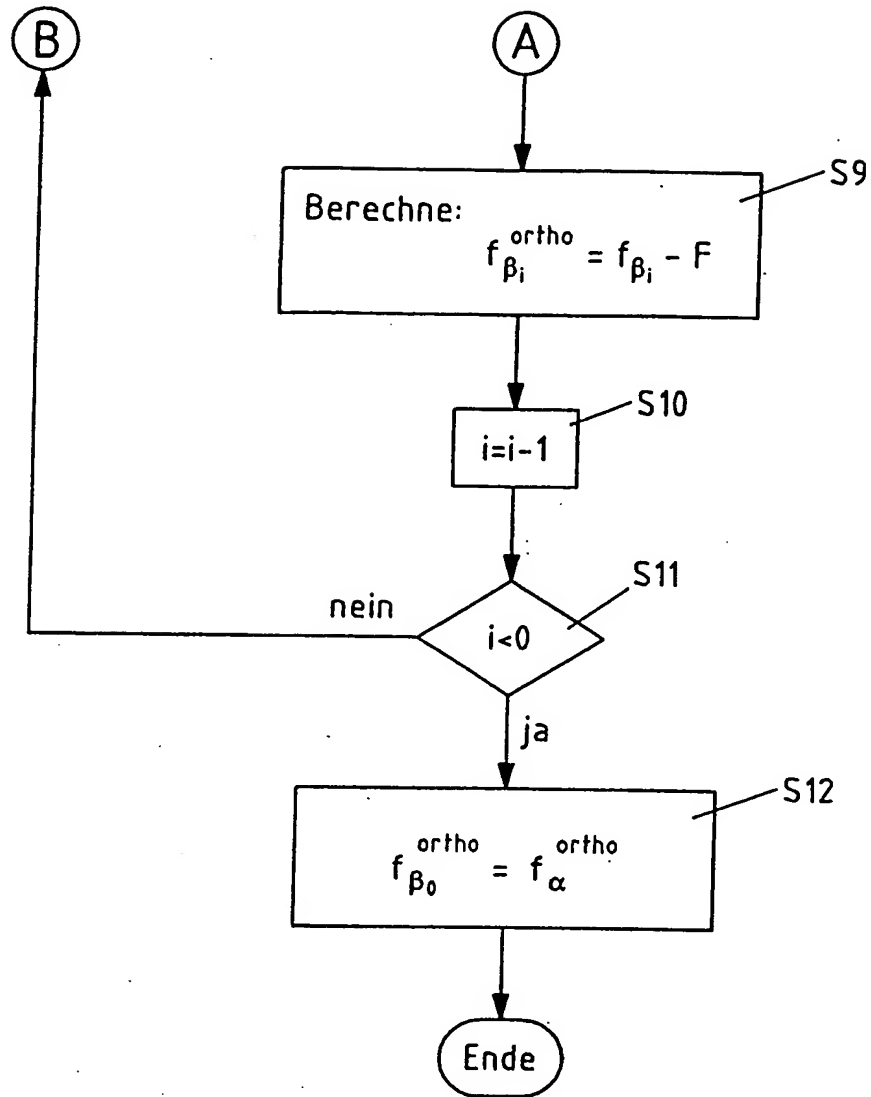 B
A
S9
Berechne:
f_{β_i}^{ortho} = f_{β_i} - F
S10
i=i-1
S11
nein
i<0
ja
S12
f_{β_0}^{ortho} = f_α^{ortho}
Ende